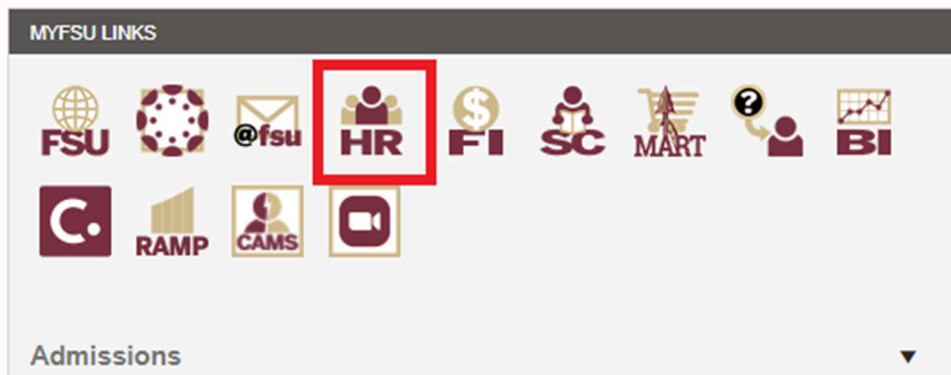 MYFSU LINKS
FSU @fsu HR $ FI SC MART ? BI
C. RAMP CAMS
Admissions